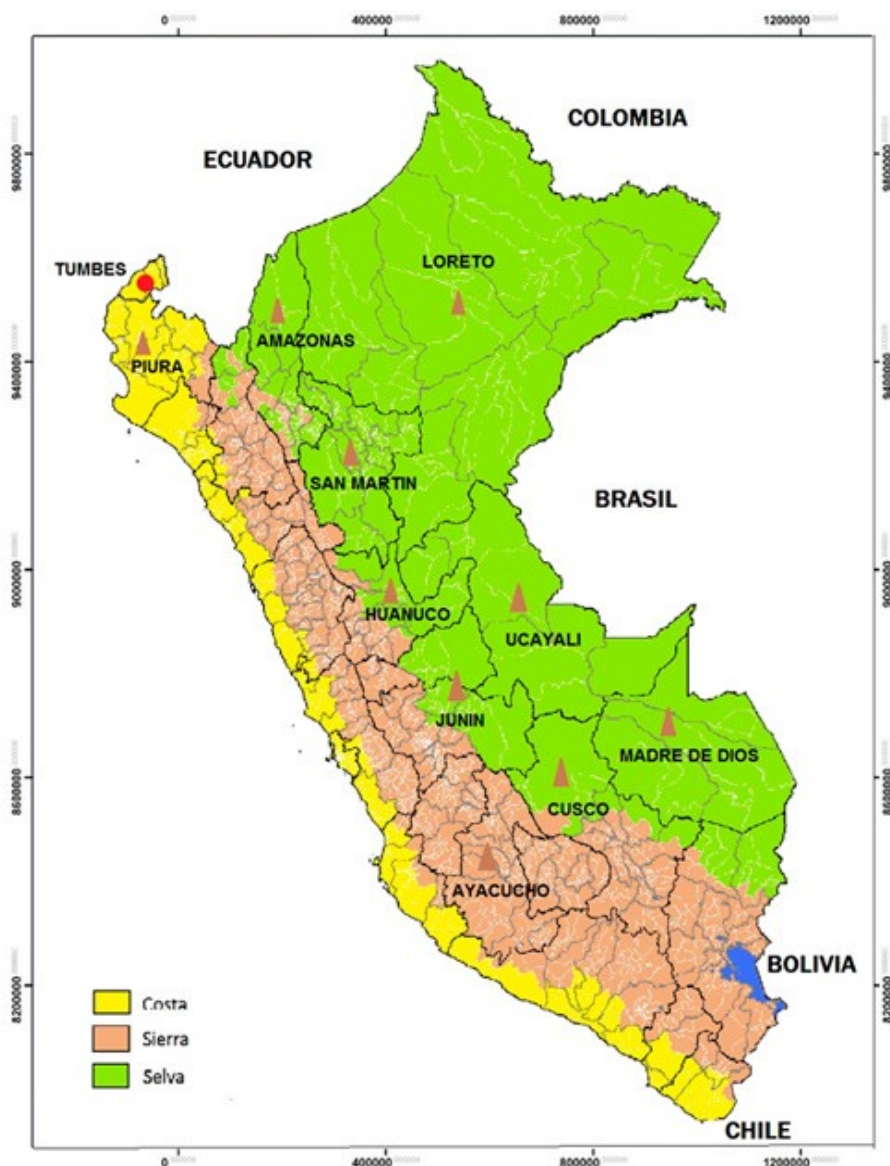 0 400000 800000 1200000
COLOMBIA
ECUADOR
9800000 9800000
LORETO
TUMBES
AMAZONAS
PIURA
9400000 9400000
SAN MARTIN
BRASIL
9000000 9000000
HUANUCO
UCAYALI
JUNIN
MADRE DE DIOS
8600000 8600000
CUSCO
AYACUCHO
BOLIVIA
8200000 8200000
Costa
Sierra
Selva
CHILE
0 400000 800000 1200000